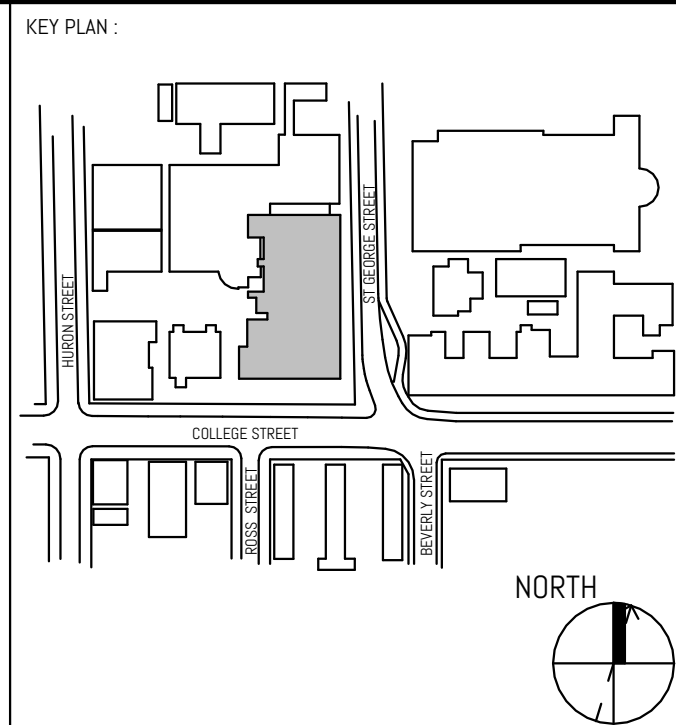 KEY PLAN :
ST GEORGE STREET
HURON STREET
COLLEGE STREET
ROSS STREET
BEVERLY STREET
NORTH